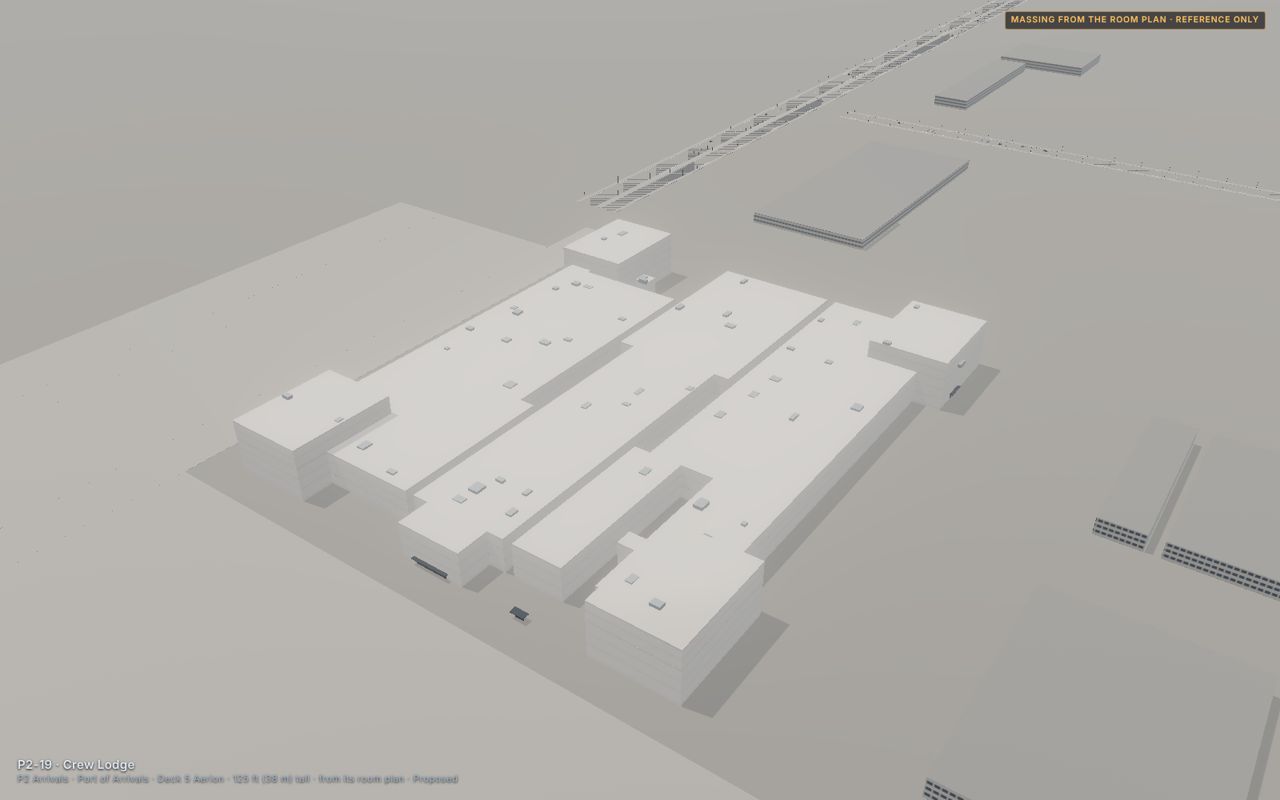 MASSING FROM THE ROOM PLAN · REFERENCE ONLY
P2-19 · Crew Lodge
P2 Arrivals · Port of Arrivals · Deck 5 Aerion · 125 ft (38 m) tall · from its room plan · Proposed